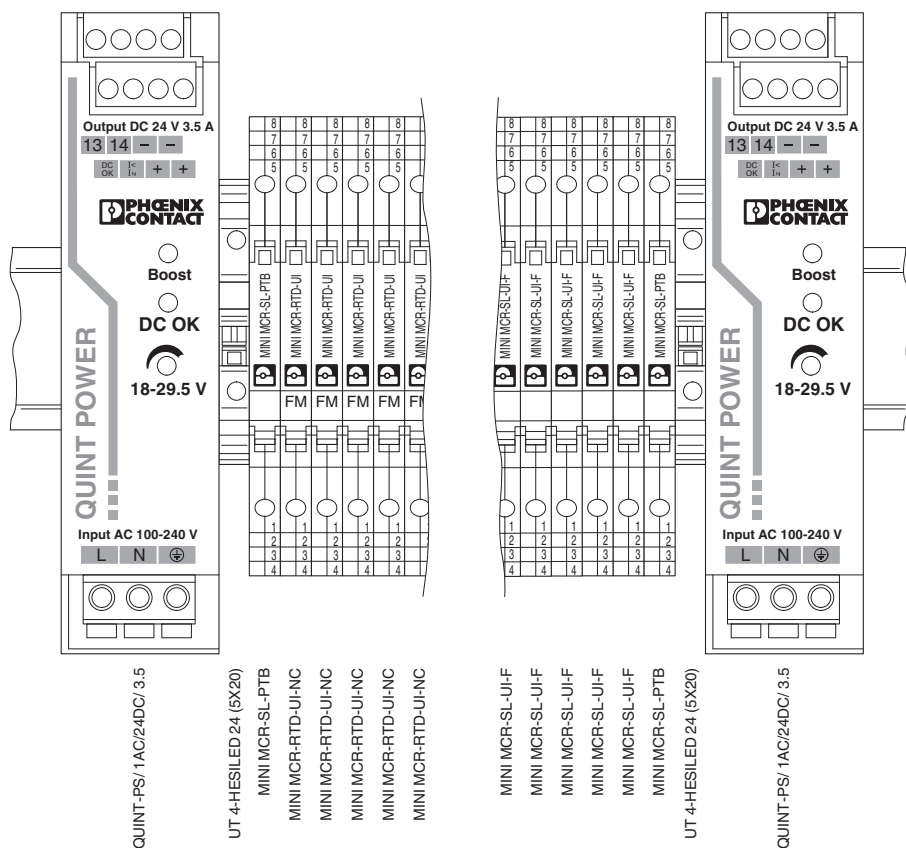 Output DC 24 V 3.5 A
13 14 – –
DC OK I< IN + +
PHŒNIX
CONTACT
Boost
DC OK
18-29.5 V
QUINT POWER
Input AC 100-240 V
L N
8 8 8 8 8 8
7 7 7 7 7 7
6 6 6 6 6 6
5 5 5 5 5 5
MINI MCR-SL-PTB
MINI MCR-RTD-UI
MINI MCR-RTD-UI
MINI MCR-RTD-UI
MINI MCR-RTD-UI
MINI MCR-RTD-UI
FM FM FM FM FM
1 1 1 1 1 1
2 2 2 2 2 2
3 3 3 3 3 3
4 4 4 4 4 4
8 8 8 8 8 8
7 7 7 7 7 7
6 6 6 6 6 6
5 5 5 5 5 5
MINI MCR-SL-UI-F
MINI MCR-SL-UI-F
MINI MCR-SL-UI-F
MINI MCR-SL-UI-F
MINI MCR-SL-UI-F
MINI MCR-SL-PTB
1 1 1 1 1 1
2 2 2 2 2 2
3 3 3 3 3 3
4 4 4 4 4 4
Output DC 24 V 3.5 A
13 14 – –
DC OK I< IN + +
PHŒNIX
CONTACT
Boost
DC OK
18-29.5 V
QUINT POWER
Input AC 100-240 V
L N
QUINT-PS/ 1AC/24DC/ 3.5
UT 4-HESILED 24 (5X20)
MINI MCR-SL-PTB
MINI MCR-RTD-UI-NC
MINI MCR-RTD-UI-NC
MINI MCR-RTD-UI-NC
MINI MCR-RTD-UI-NC
MINI MCR-RTD-UI-NC
MINI MCR-SL-UI-F
MINI MCR-SL-UI-F
MINI MCR-SL-UI-F
MINI MCR-SL-UI-F
MINI MCR-SL-UI-F
MINI MCR-SL-PTB
UT 4-HESILED 24 (5X20)
QUINT-PS/ 1AC/24DC/ 3.5